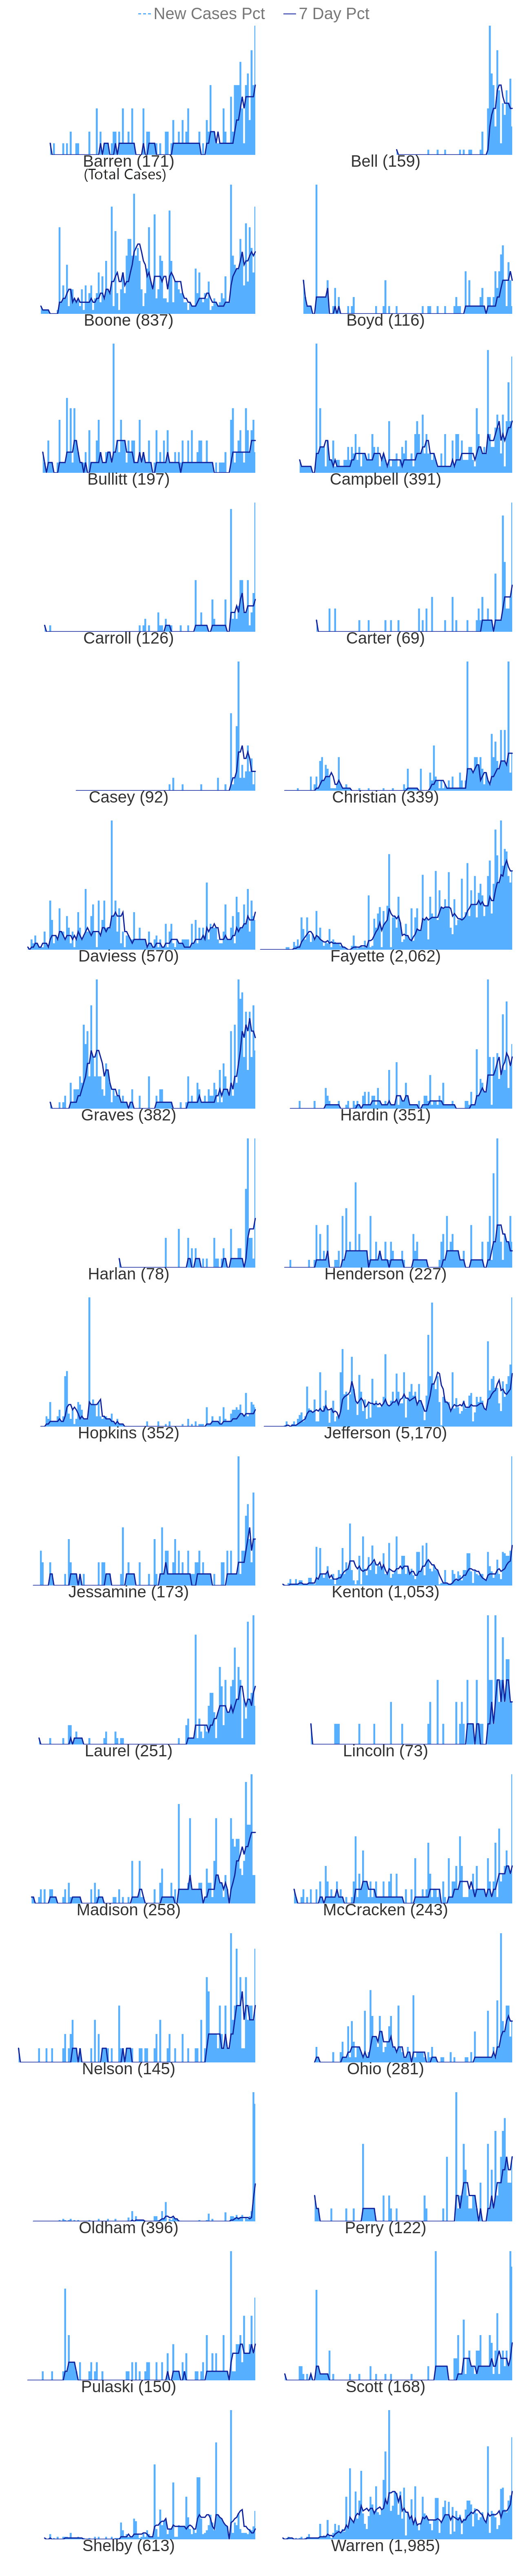 New Cases Pct 7 Day Pct
Barren (171) Bell (159)
(Total Cases)
Boone (837) Boyd (116)
Bullitt (197) Campbell (391)
Carroll (126) Carter (69)
Casey (92) Christian (339)
Daviess (570) Fayette (2,062)
Graves (382) Hardin (351)
Harlan (78) Henderson (227)
Hopkins (352) Jefferson (5,170)
Jessamine (173) Kenton (1,053)
Laurel (251) Lincoln (73)
Madison (258) McCracken (243)
Nelson (145) Ohio (281)
Oldham (396) Perry (122)
Pulaski (150) Scott (168)
Shelby (613) Warren (1,985)